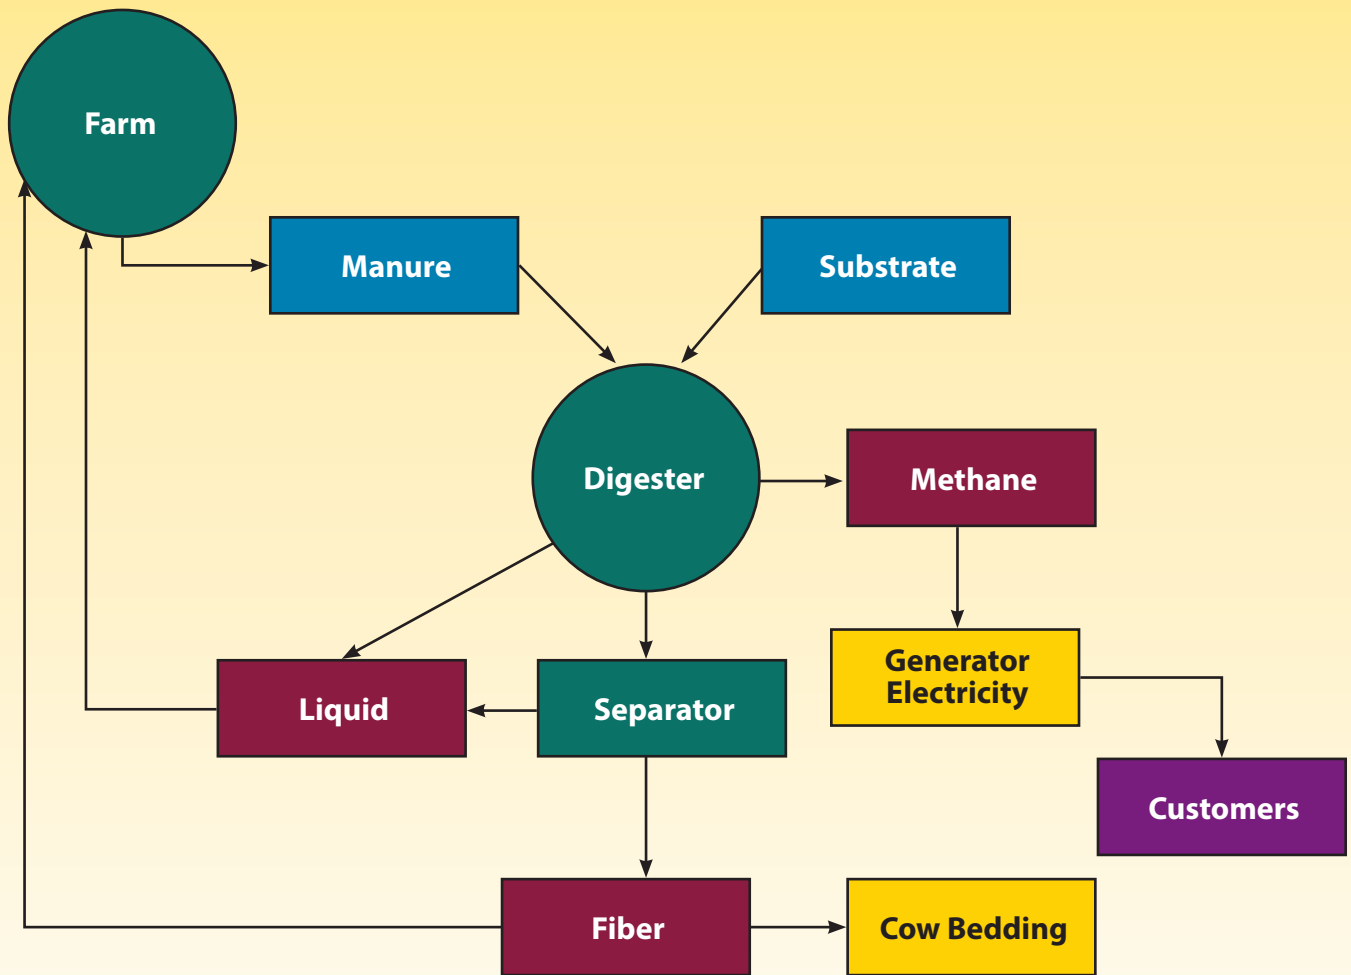 Farm
Manure
Substrate
Digester
Methane
Generator
Electricity
Liquid
Separator
Customers
Fiber
Cow Bedding